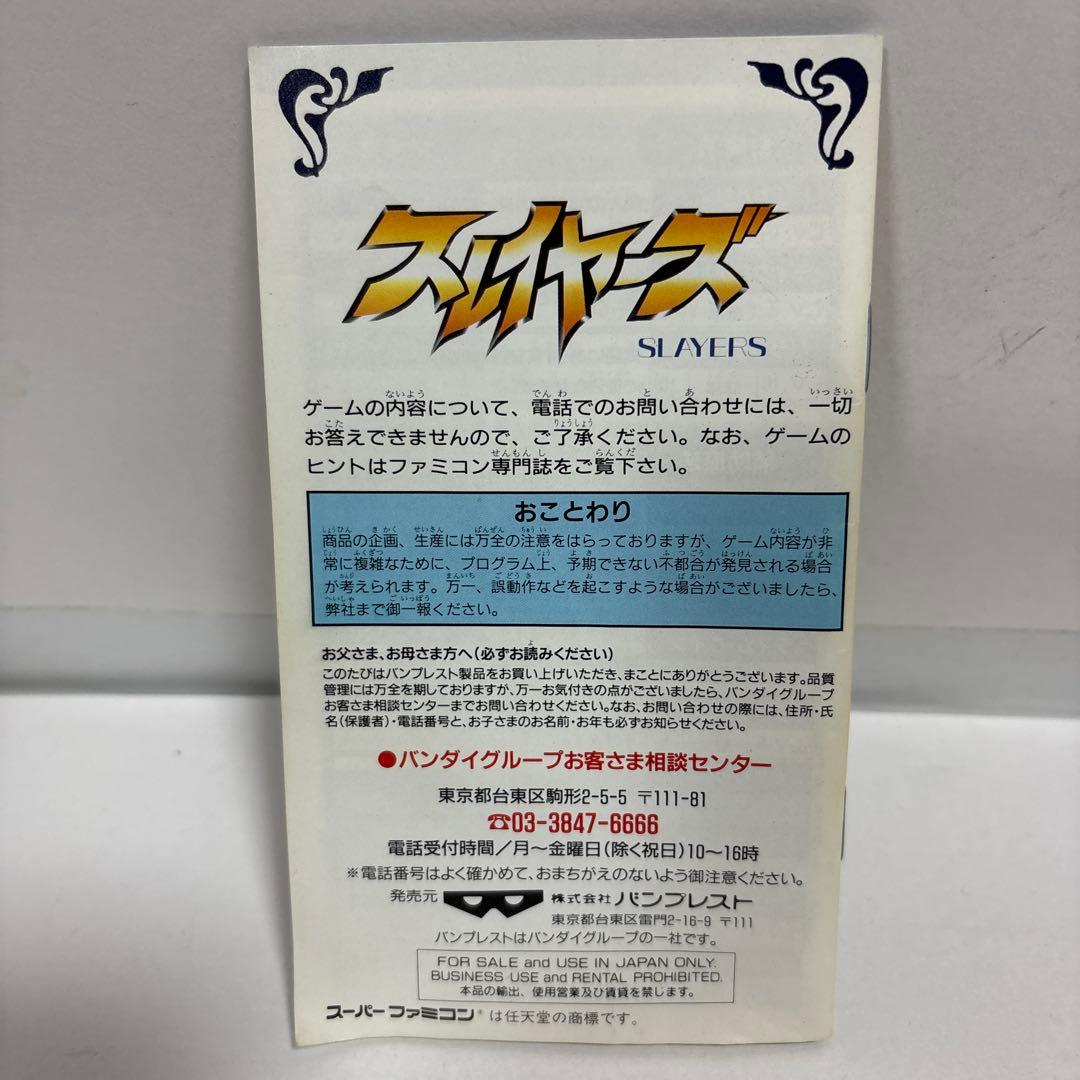 スレイヤーズ
SLAYERS
ゲームの内容について、電話でのお問い合わせには、一切
お答えできませんので、ご了承ください。なお、ゲームの
ヒントはファミコン専門誌をご覧下さい。
おことわり
商品の企画、生産には万全の注意をはらっておりますが、ゲーム内容が非
常に複雑なために、プログラム上、予期できない不都合が発見される場合
が考えられます。万一、誤動作などを起こすような場合がございましたら、
弊社まで御一報ください。
お父さま、お母さま方へ(必ずお読みください)
このたびはバンプレスト製品をお買い上げいただき、まことにありがとうございます。品質
管理には万全を期しておりますが、万一お気付きの点がございましたら、バンダイグループ
お客さま相談センターまでお問い合わせください。なお、お問い合わせの際には、住所・氏
名(保護者)・電話番号と、お子さまのお名前・お年も必ずお知らせください。
●バンダイグループお客さま相談センター
東京都台東区駒形2-5-5 〒111-81
☎03-3847-6666
電話受付時間/月〜金曜日(除く祝日)10〜16時
※電話番号はよく確かめて、おまちがえのないよう御注意ください。
発売元 株式会社 バンプレスト
東京都台東区雷門2-16-9 〒111
バンプレストはバンダイグループの一社です。
FOR SALE and USE IN JAPAN ONLY.
BUSINESS USE and RENTAL PROHIBITED.
本品の輸出、使用営業及び賃貸を禁じます。
スーパーファミコン®は任天堂の商標です。